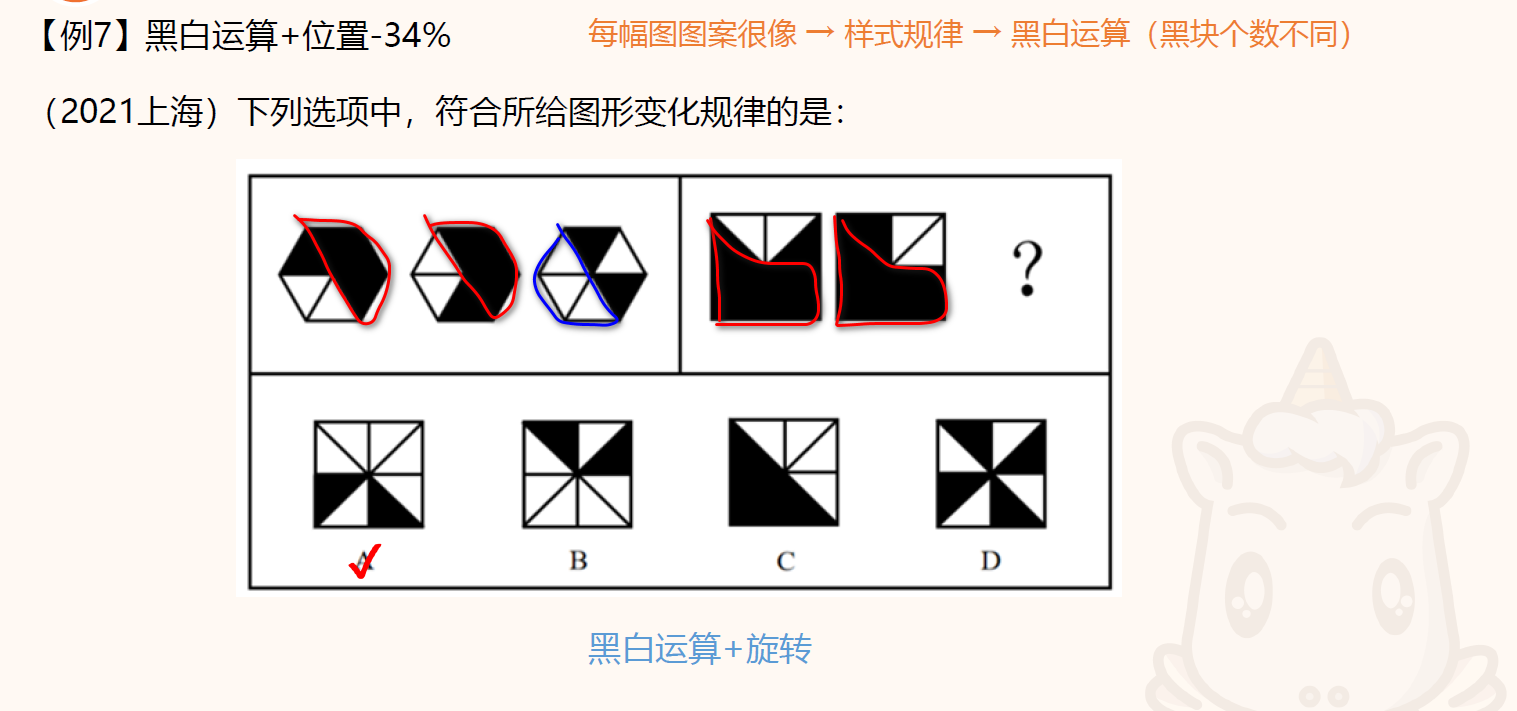 【例7】黑白运算+位置-34%
每幅图图案很像 → 样式规律 → 黑白运算（黑块个数不同）
（2021上海）下列选项中，符合所给图形变化规律的是：
?
A
B
C
D
黑白运算+旋转